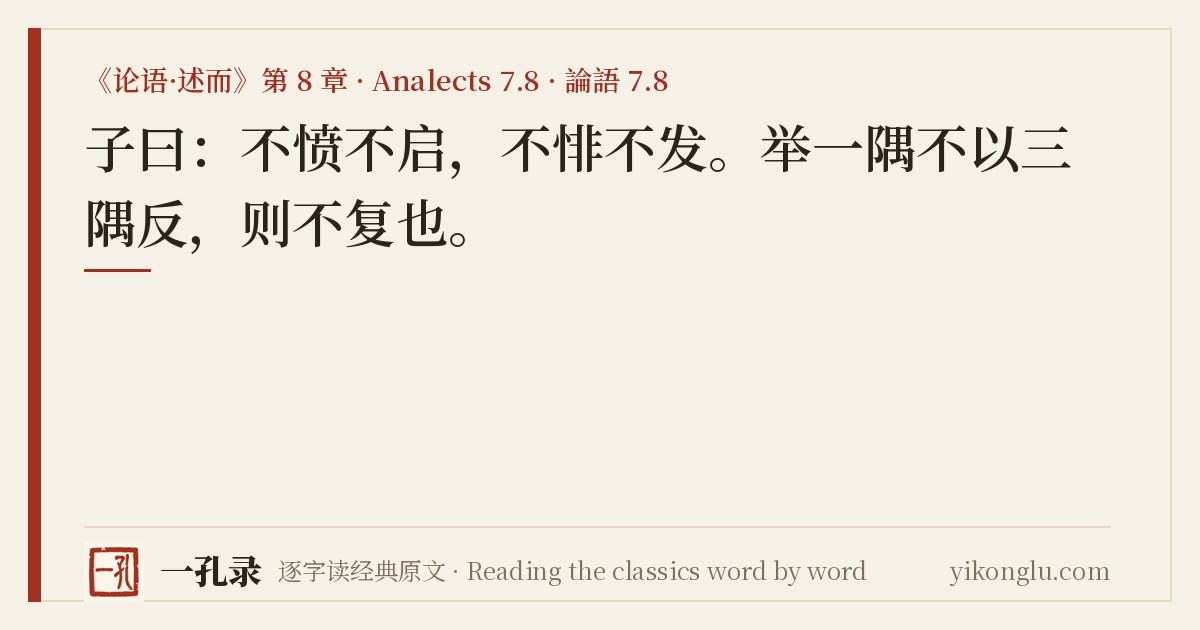 《论语·述而》第 8 章 · Analects 7.8 · 論語 7.8
子曰：不愤不启，不悱不发。举一隅不以三
隅反，则不复也。
一孔
一孔录 逐字读经典原文 · Reading the classics word by word yikonglu.com